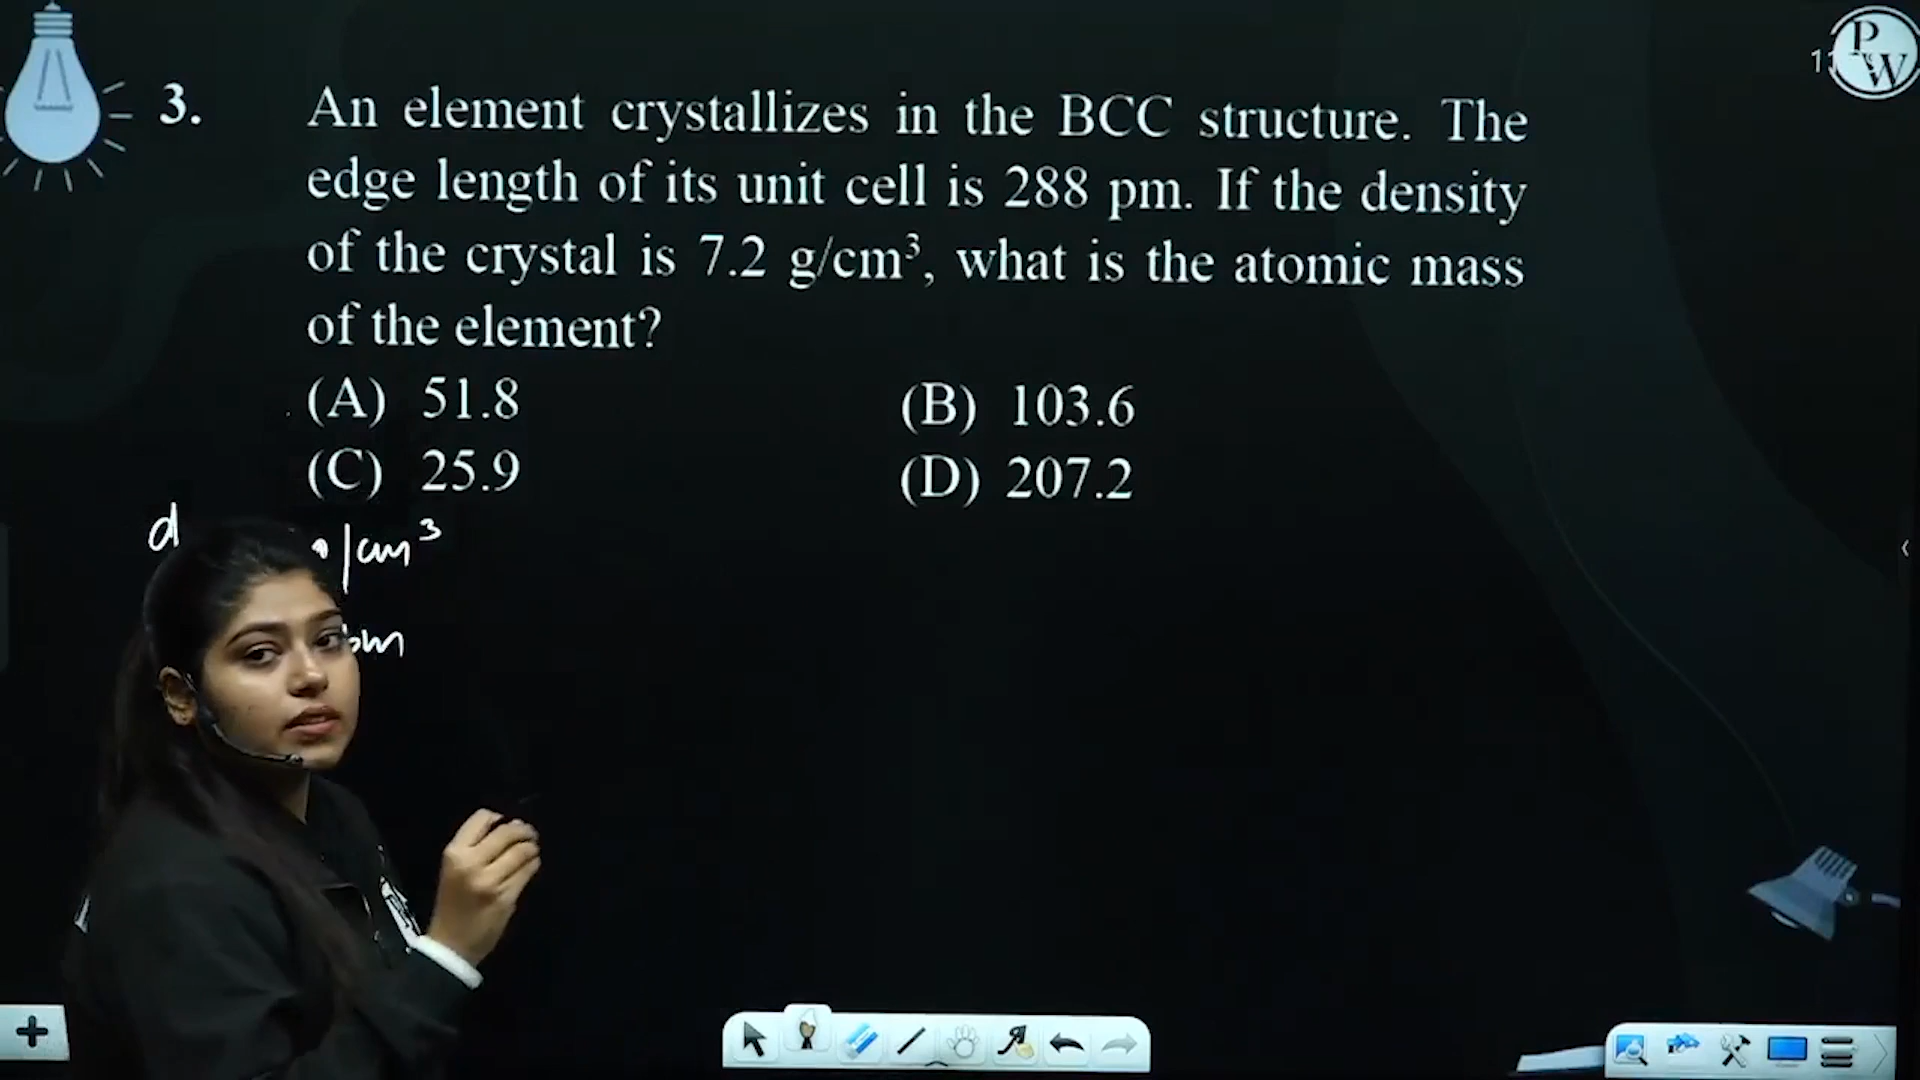 3. An element crystallizes in the BCC structure. The
edge length of its unit cell is 288 pm. If the density
of the crystal is 7.2 g/cm³, what is the atomic mass
of the element?
(A) 51.8 (B) 103.6
(C) 25.9 (D) 207.2
d /cm³
PW